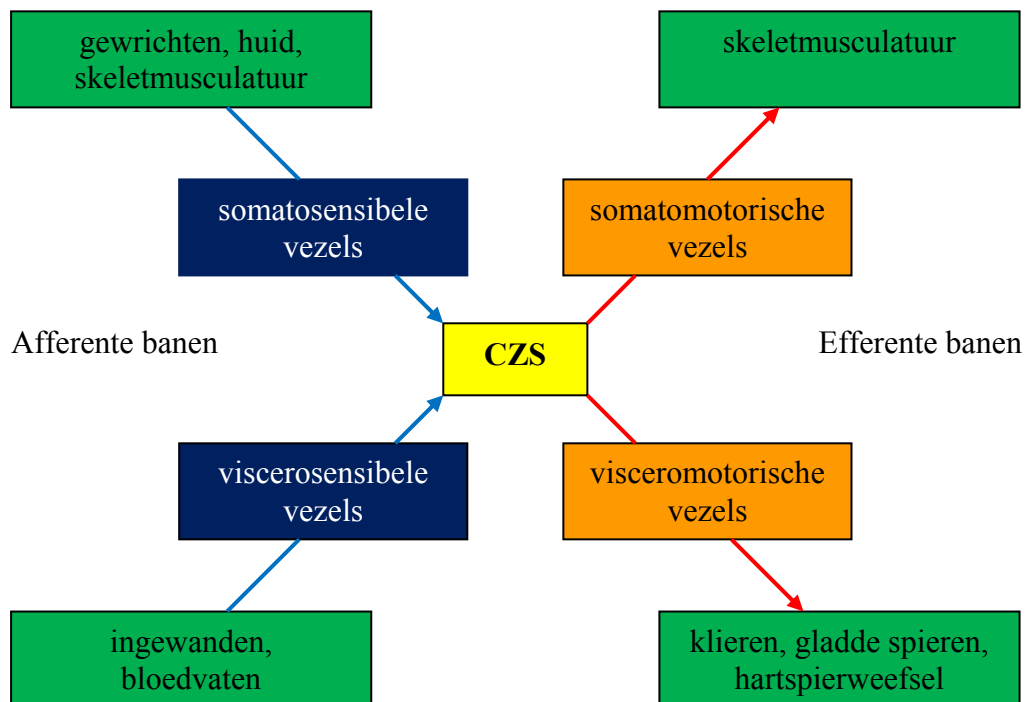 gewrichten, huid,
skeletmusculatuur
skeletmusculatuur
somatosensibele
vezels
somatomotorische
vezels
Afferente banen
CZS
Efferente banen
viscerosensibele
vezels
visceromotorische
vezels
ingewanden,
bloedvaten
klieren, gladde spieren,
hartspierweefsel